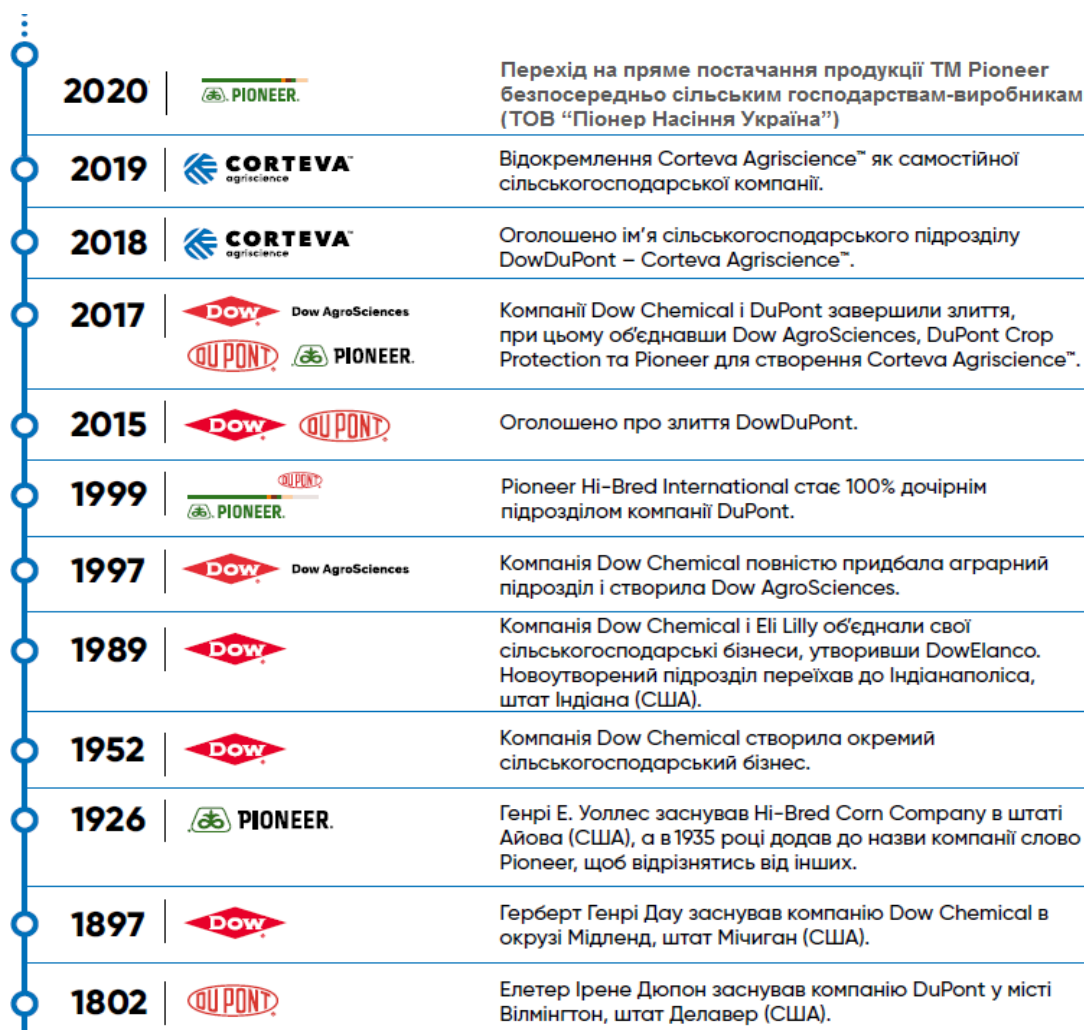 2020
PIONEER.
Перехід на пряме постачання продукції ТМ Pioneer
безпосередньо сільським господарствам-виробникам
(ТОВ “Піонер Насіння Україна”)
2019
CORTEVA™
agriscience
Відокремлення Corteva Agriscience™ як самостійної
сільськогосподарської компанії.
2018
CORTEVA™
agriscience
Оголошено ім’я сільськогосподарського підрозділу
DowDuPont – Corteva Agriscience™.
2017
Dow Dow AgroSciences
DUPONT PIONEER.
Компанії Dow Chemical і DuPont завершили злиття,
при цьому об’єднавши Dow AgroSciences, DuPont Crop
Protection та Pioneer для створення Corteva Agriscience™.
2015
Dow DUPONT
Оголошено про злиття DowDuPont.
1999
DUPONT
PIONEER.
Pioneer Hi-Bred International стає 100% дочірнім
підрозділом компанії DuPont.
1997
Dow Dow AgroSciences
Компанія Dow Chemical повністю придбала аграрний
підрозділ і створила Dow AgroSciences.
1989
Dow
Компанія Dow Chemical і Eli Lilly об’єднали свої
сільськогосподарські бізнеси, утворивши DowElanco.
Новоутворений підрозділ переїхав до Індіанаполіса,
штат Індіана (США).
1952
Dow
Компанія Dow Chemical створила окремий
сільськогосподарський бізнес.
1926
PIONEER.
Генрі Е. Уоллес заснував Hi-Bred Corn Company в штаті
Айова (США), а в 1935 році додав до назви компанії слово
Pioneer, щоб відрізнятись від інших.
1897
Dow
Герберт Генрі Дау заснував компанію Dow Chemical в
окрузі Мідленд, штат Мічиган (США).
1802
DUPONT
Елетер Ірене Дюпон заснував компанію DuPont у місті
Вілмінгтон, штат Делавер (США).